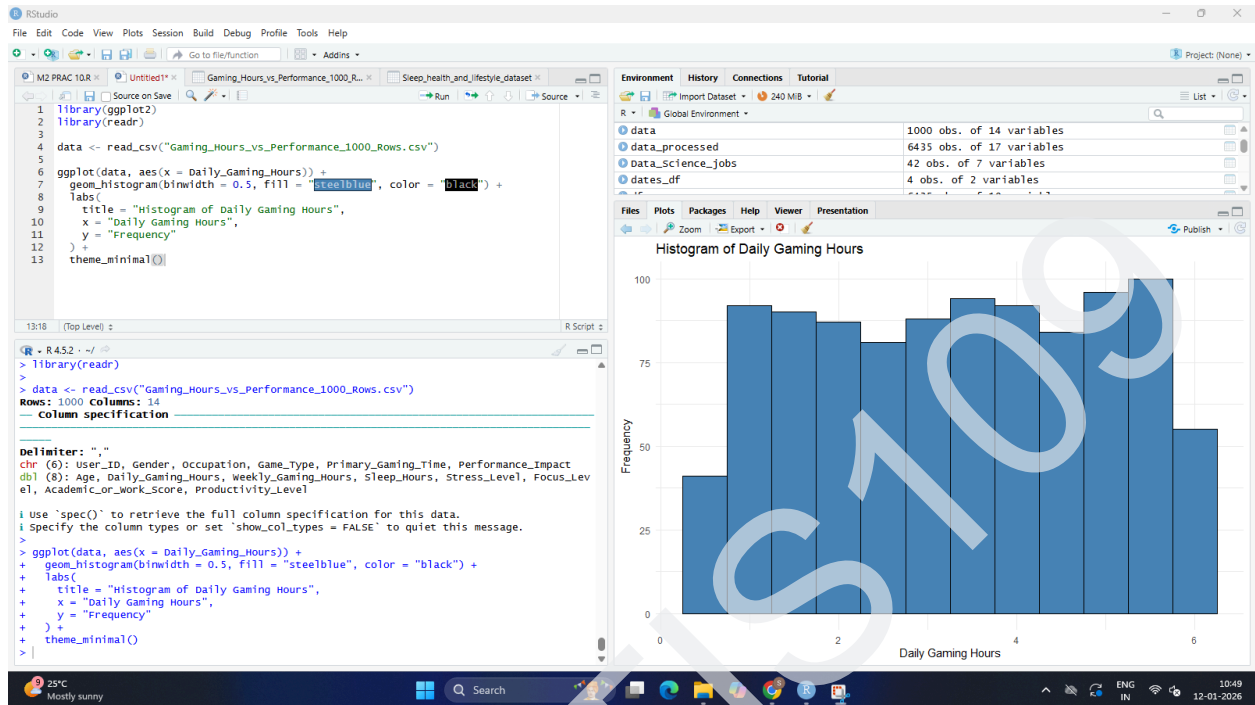 RStudio
File Edit Code View Plots Session Build Debug Profile Tools Help
Go to file/function Addins Project: (None)
M2 PRAC 10.R Untitled1* Gaming_Hours_vs_Performance_1000_R... Sleep_health_and_lifestyle_dataset
Source on Save Run Source
1 library(ggplot2)
2 library(readr)
3
4 data <- read_csv("Gaming_Hours_vs_Performance_1000_Rows.csv")
5
6 ggplot(data, aes(x = Daily_Gaming_Hours)) +
7 geom_histogram(binwidth = 0.5, fill = "steelblue", color = "black") +
8 labs(
9 title = "Histogram of Daily Gaming Hours",
10 x = "Daily Gaming Hours",
11 y = "Frequency"
12 ) +
13 theme_minimal()
13:18 (Top Level) R Script
R 4.5.2 · ~/
> library(readr)
>
> data <- read_csv("Gaming_Hours_vs_Performance_1000_Rows.csv")
Rows: 1000 Columns: 14
── Column specification ──
Delimiter: ","
chr (6): User_ID, Gender, Occupation, Game_Type, Primary_Gaming_Time, Performance_Impact
dbl (8): Age, Daily_Gaming_Hours, Weekly_Gaming_Hours, Sleep_Hours, Stress_Level, Focus_Lev
el, Academic_or_Work_Score, Productivity_Level
ℹ Use `spec()` to retrieve the full column specification for this data.
ℹ Specify the column types or set `show_col_types = FALSE` to quiet this message.
>
> ggplot(data, aes(x = Daily_Gaming_Hours)) +
+ geom_histogram(binwidth = 0.5, fill = "steelblue", color = "black") +
+ labs(
+ title = "Histogram of Daily Gaming Hours",
+ x = "Daily Gaming Hours",
+ y = "Frequency"
+ ) +
+ theme_minimal()
>
Environment History Connections Tutorial
Import Dataset 240 MiB List
R Global Environment
data 1000 obs. of 14 variables
data_processed 6435 obs. of 17 variables
Data_Science_jobs 42 obs. of 7 variables
dates_df 4 obs. of 2 variables
Files Plots Packages Help Viewer Presentation
Zoom Export Publish
Histogram of Daily Gaming Hours
100
75
50
25
0
Frequency
0 2 4 6
Daily Gaming Hours
9 25°C
Mostly sunny
Search
ENG
IN
10:49
12-01-2026